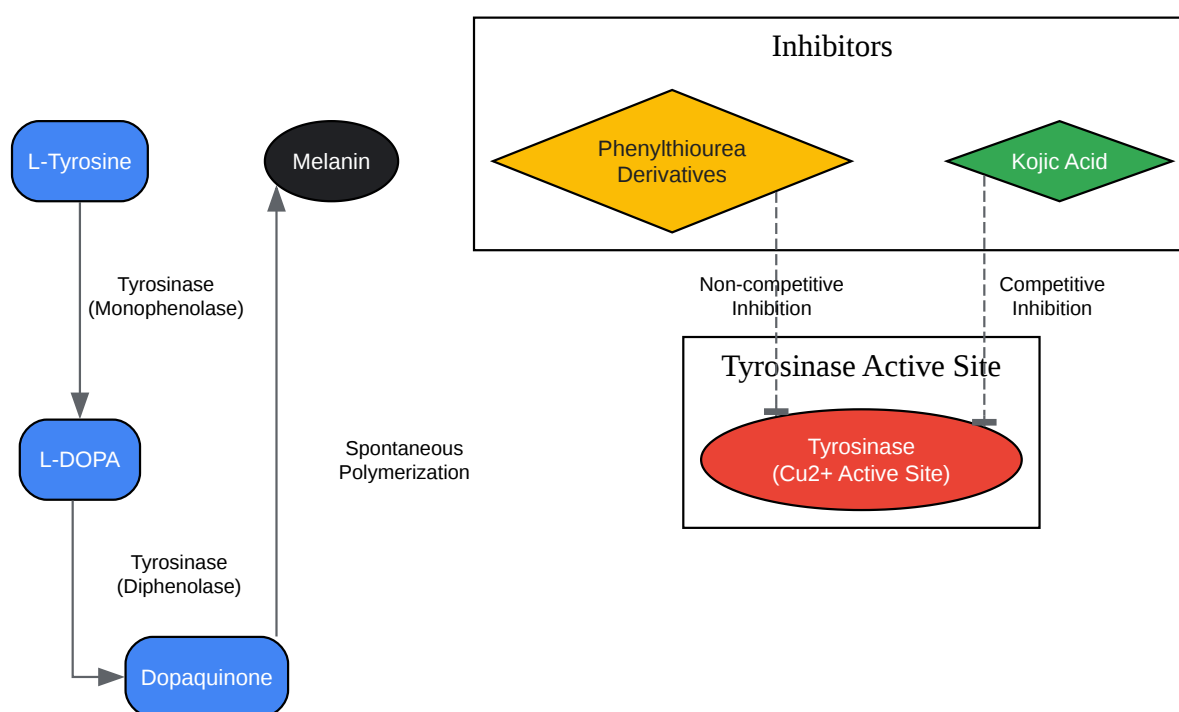 Inhibitors
L-Tyrosine
Melanin
Phenylthiourea
Derivatives
Kojic Acid
Tyrosinase
(Monophenolase)
Non-competitive
Inhibition
Competitive
Inhibition
Tyrosinase Active Site
L-DOPA
Spontaneous
Polymerization
Tyrosinase
(Cu2+ Active Site)
Tyrosinase
(Diphenolase)
Dopaquinone